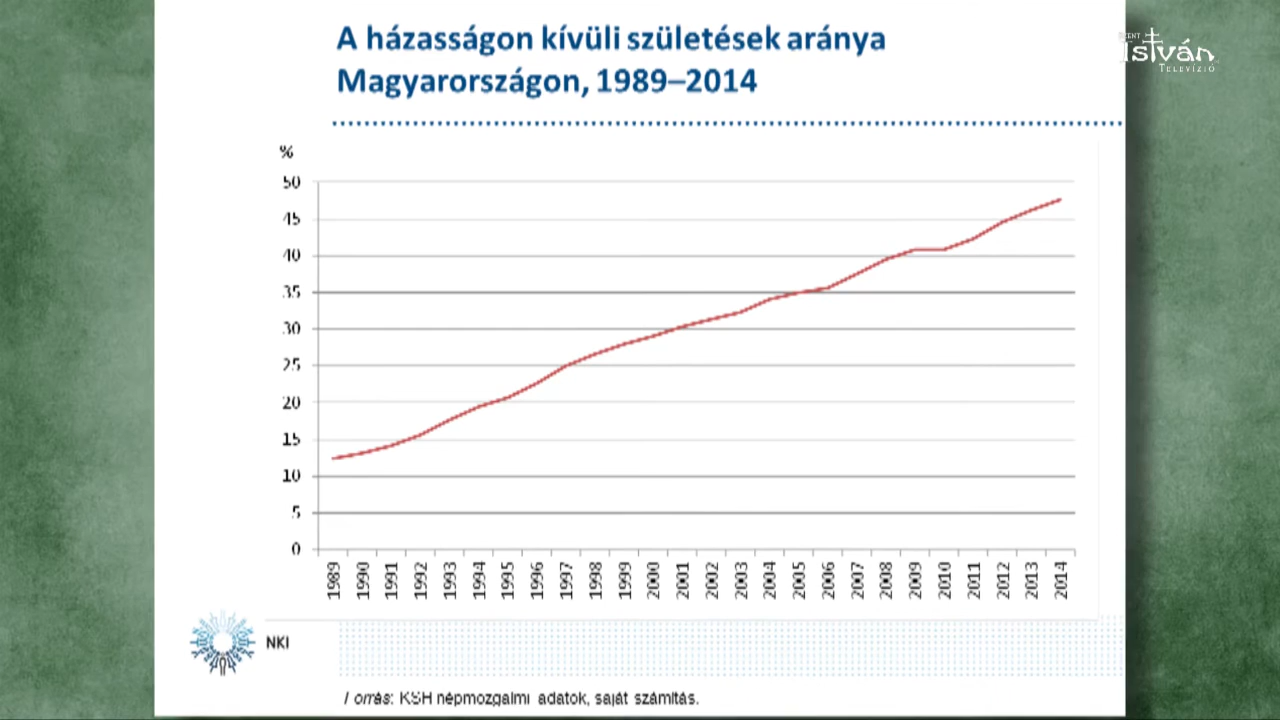 A házasságon kívüli születések aránya
Magyarországon, 1989–2014
SZENT
István
TELEVÍZIÓ
%
50
45
40
35
30
25
20
15
10
5
0
1989 1990 1991 1992 1993 1994 1995 1996 1997 1998 1999 2000 2001 2002 2003 2004 2005 2006 2007 2008 2009 2010 2011 2012 2013 2014
NKI
Forrás: KSH népmozgalmi adatok, saját számítás.